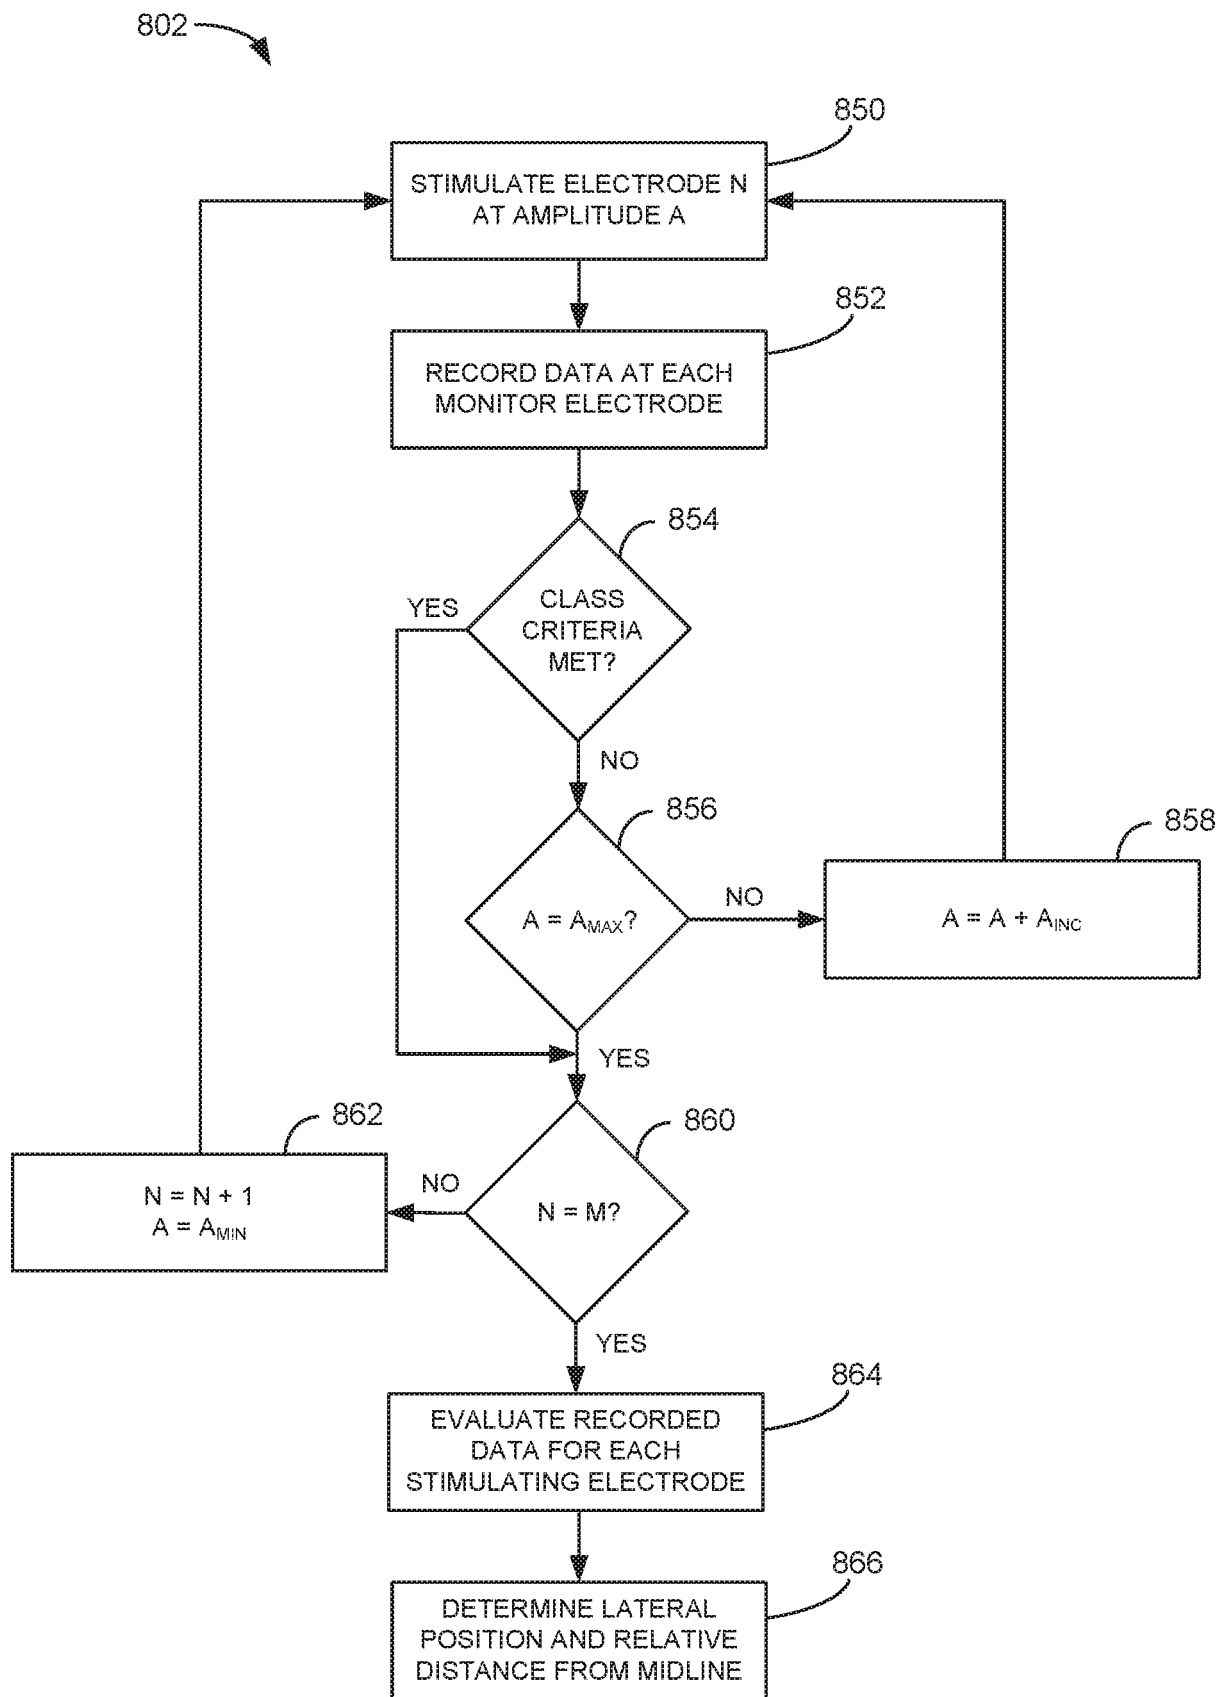 802
850
STIMULATE ELECTRODE N
AT AMPLITUDE A
852
RECORD DATA AT EACH
MONITOR ELECTRODE
854
YES
CLASS
CRITERIA
MET?
NO
856
858
NO
A = AMAX?
A = A + AINC
YES
862
860
NO
N = N + 1
A = AMIN
N = M?
YES
864
EVALUATE RECORDED
DATA FOR EACH
STIMULATING ELECTRODE
866
DETERMINE LATERAL
POSITION AND RELATIVE
DISTANCE FROM MIDLINE